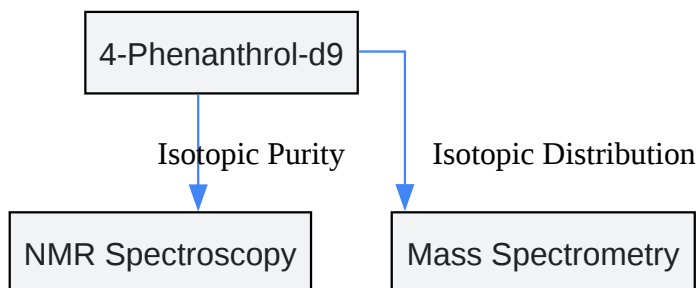 4-Phenanthrol-d9
Isotopic Purity
Isotopic Distribution
NMR Spectroscopy
Mass Spectrometry